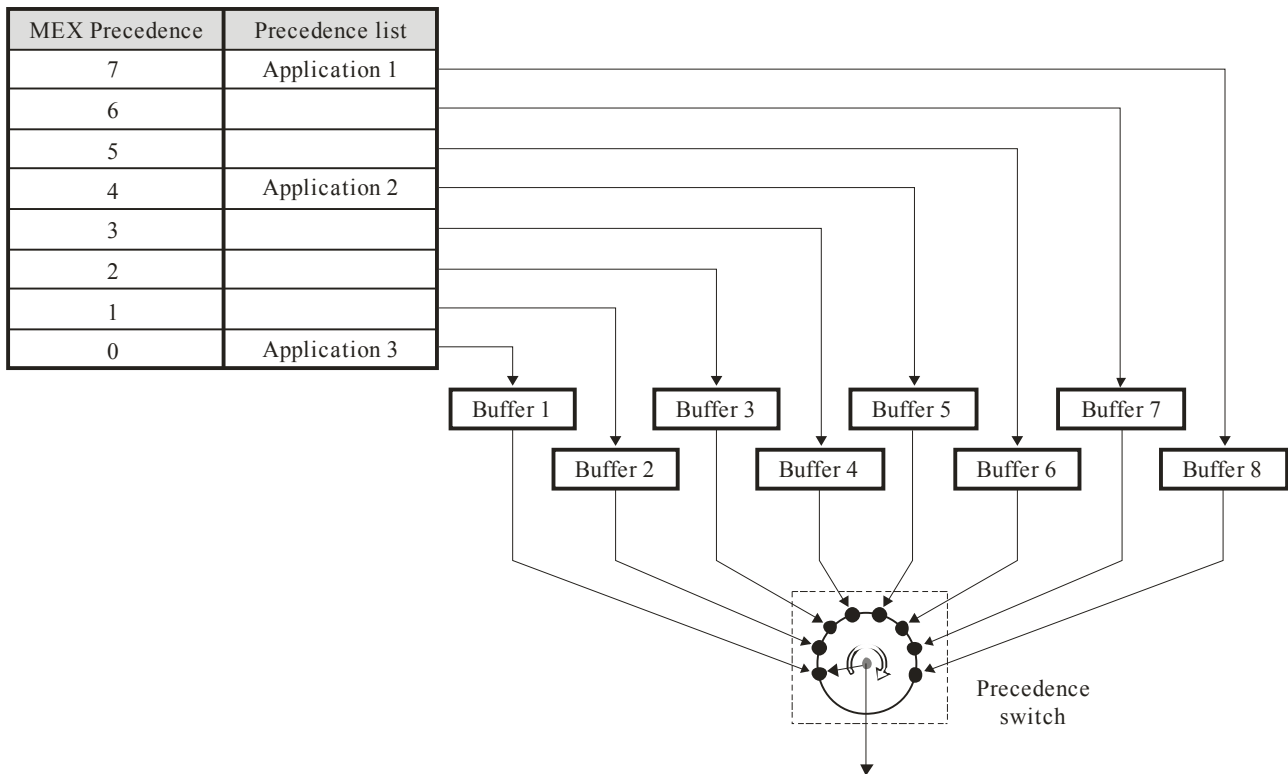 MEX Precedence Precedence list
7 Application 1
6
5
4 Application 2
3
2
1
0 Application 3
Buffer 1 Buffer 3 Buffer 5 Buffer 7
Buffer 2 Buffer 4 Buffer 6 Buffer 8
Precedence
switch